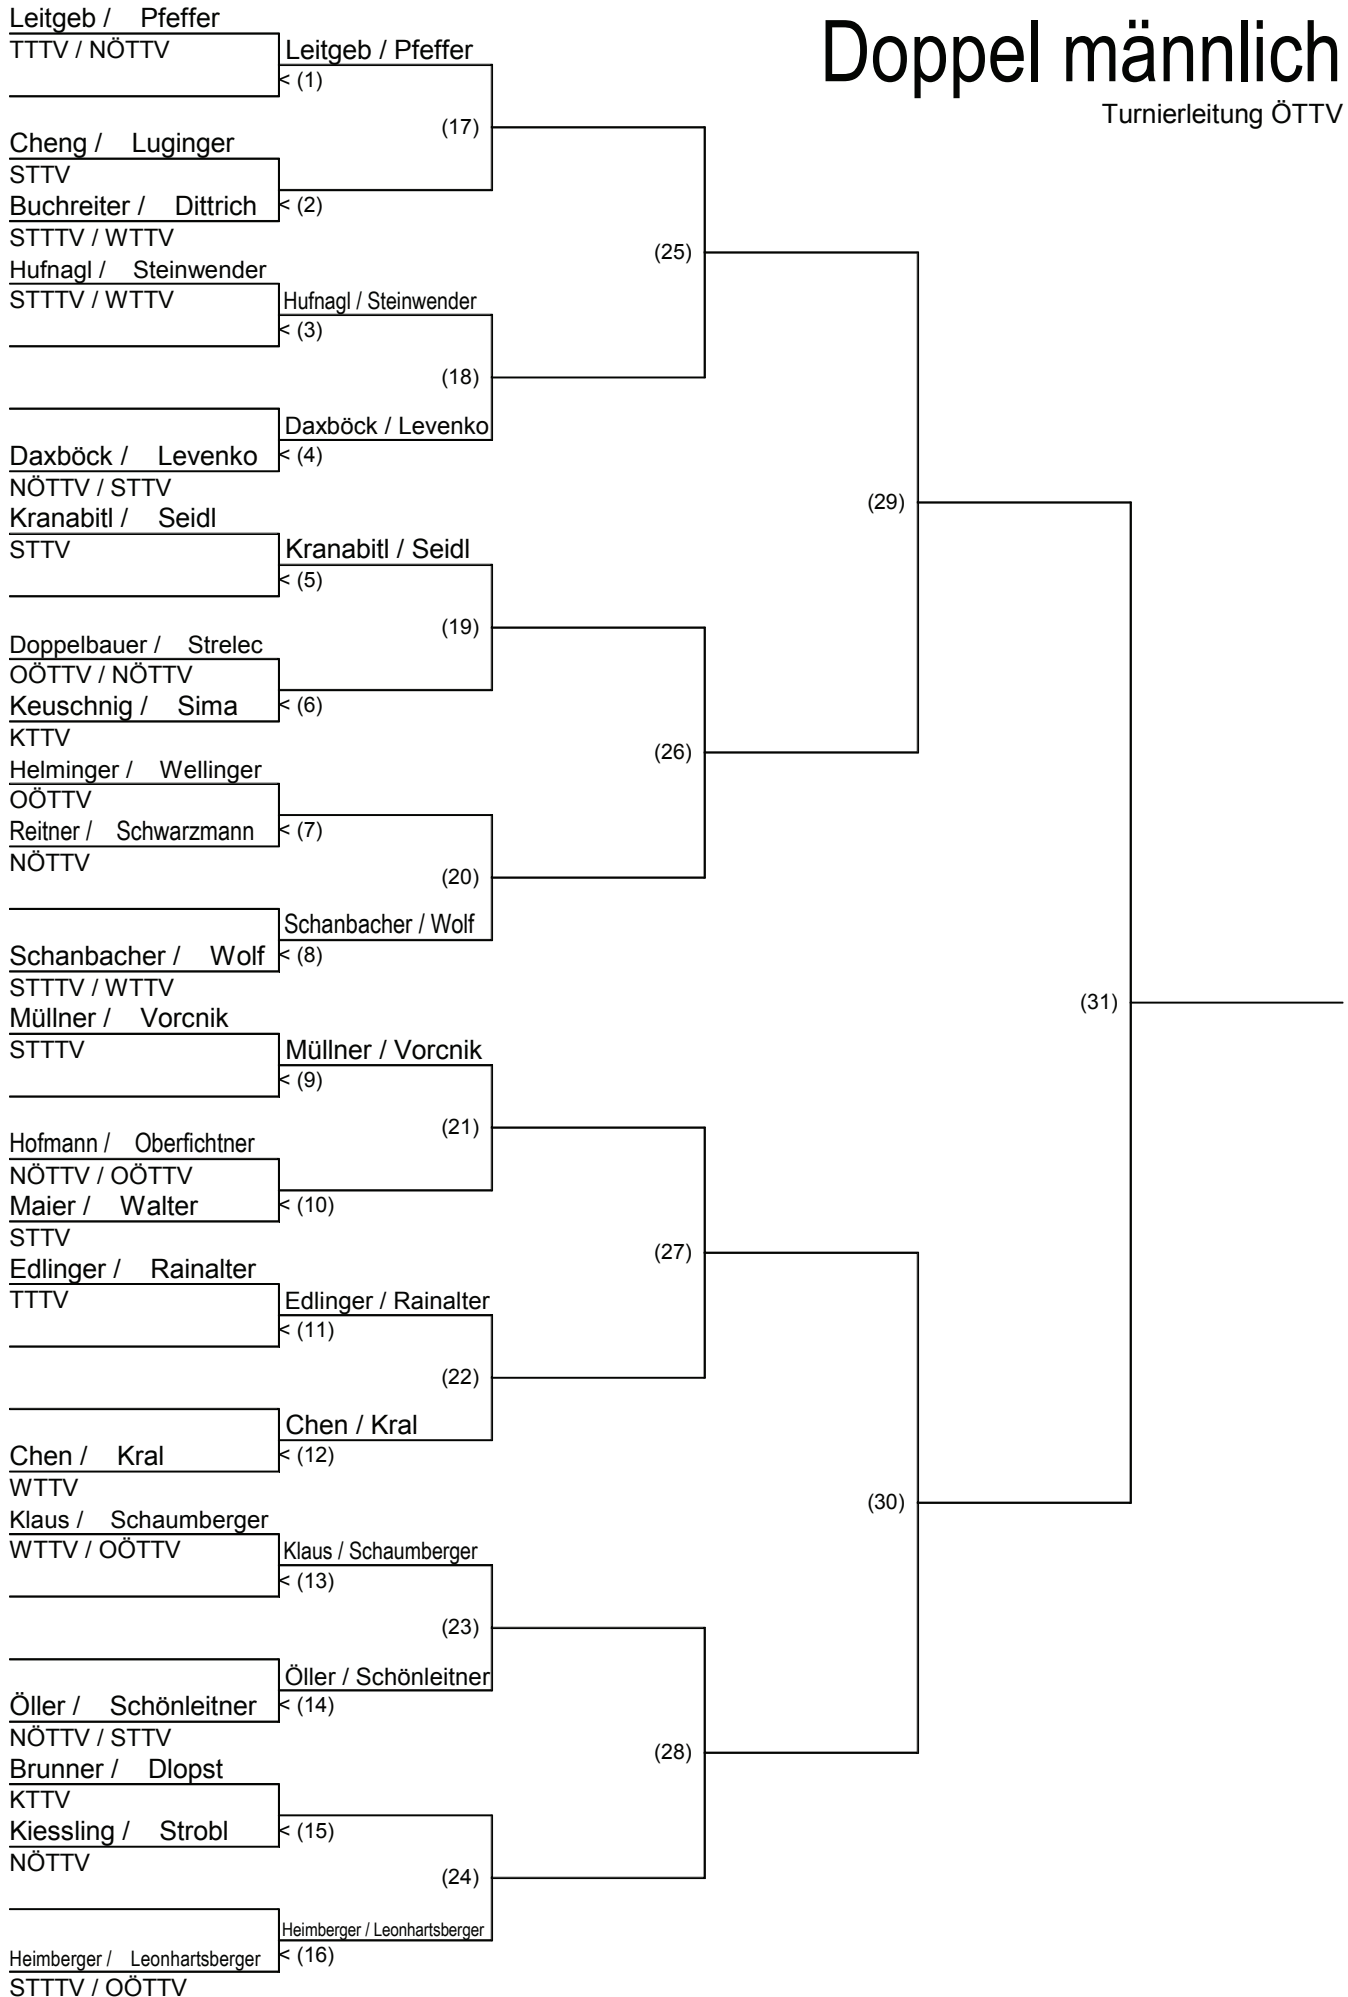 Doppel männlich
Turnierleitung ÖTTV
Leitgeb / Pfeffer
TTTV / NÖTTV
Leitgeb / Pfeffer
< (1)
(17)
Cheng / Luginger
STTV
Buchreiter / Dittrich
< (2)
STTTV / WTTV
(25)
Hufnagl / Steinwender
STTTV / WTTV
Hufnagl / Steinwender
< (3)
(18)
Daxböck / Levenko
Daxböck / Levenko
< (4)
NÖTTV / STTV
(29)
Kranabitl / Seidl
STTV
Kranabitl / Seidl
< (5)
(19)
Doppelbauer / Strelec
OÖTTV / NÖTTV
Keuschnig / Sima
< (6)
KTTV
(26)
Helminger / Wellinger
OÖTTV
Reitner / Schwarzmann
< (7)
NÖTTV
(20)
Schanbacher / Wolf
Schanbacher / Wolf
< (8)
STTTV / WTTV
(31)
Müllner / Vorcnik
STTTV
Müllner / Vorcnik
< (9)
(21)
Hofmann / Oberfichtner
NÖTTV / OÖTTV
Maier / Walter
< (10)
STTV
(27)
Edlinger / Rainalter
TTTV
Edlinger / Rainalter
< (11)
(22)
Chen / Kral
Chen / Kral
< (12)
WTTV
(30)
Klaus / Schaumberger
WTTV / OÖTTV
Klaus / Schaumberger
< (13)
(23)
Öller / Schönleitner
Öller / Schönleitner
< (14)
NÖTTV / STTV
(28)
Brunner / Dlopst
KTTV
Kiessling / Strobl
< (15)
NÖTTV
(24)
Heimberger / Leonhartsberger
Heimberger / Leonhartsberger
< (16)
STTTV / OÖTTV